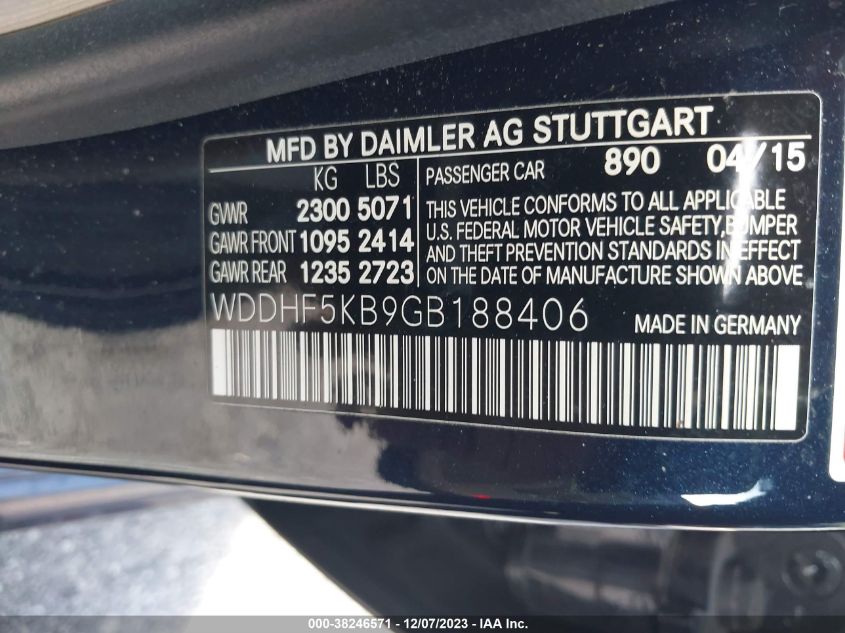 MFD BY DAIMLER AG STUTTGART
KG LBS PASSENGER CAR 890 04/15
GVWR 2300 5071
GAWR FRONT 1095 2414
GAWR REAR 1235 2723
THIS VEHICLE CONFORMS TO ALL APPLICABLE
U.S. FEDERAL MOTOR VEHICLE SAFETY, BUMPER
AND THEFT PREVENTION STANDARDS IN EFFECT
ON THE DATE OF MANUFACTURE SHOWN ABOVE
WDDHF5KB9GB188406 MADE IN GERMANY
000-38246571 - 12/07/2023 - IAA Inc.